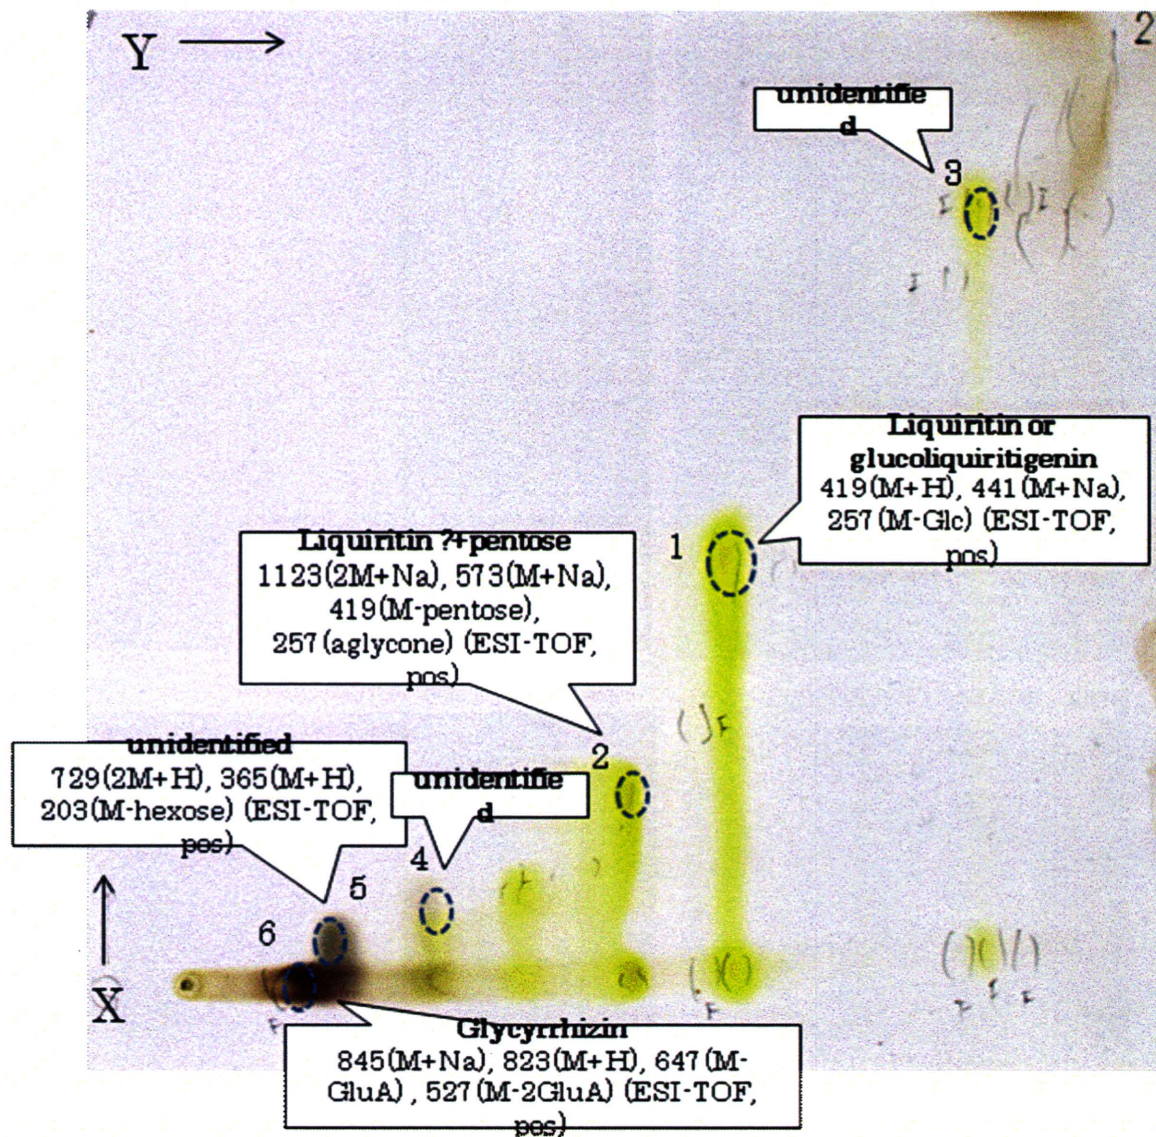 2
Y
unidentifie
d
3
Liquiritin or
glucoliquiritigenin
419(M+H), 441(M+Na),
257(M-Glc) (ESI-TOF,
pos)
1
Liquiritin ?+pentose
1123(2M+Na), 573(M+Na),
419(M-pentose),
257(aglycone) (ESI-TOF,
pos)
2
unidentified
729(2M+H), 365(M+H),
203(M-hexose) (ESI-TOF,
pos)
unidentifie
d
4
5
6
X
Glycyrrhizin
845(M+Na), 823(M+H), 647(M-
GluA), 527(M-2GluA) (ESI-TOF,
pos)